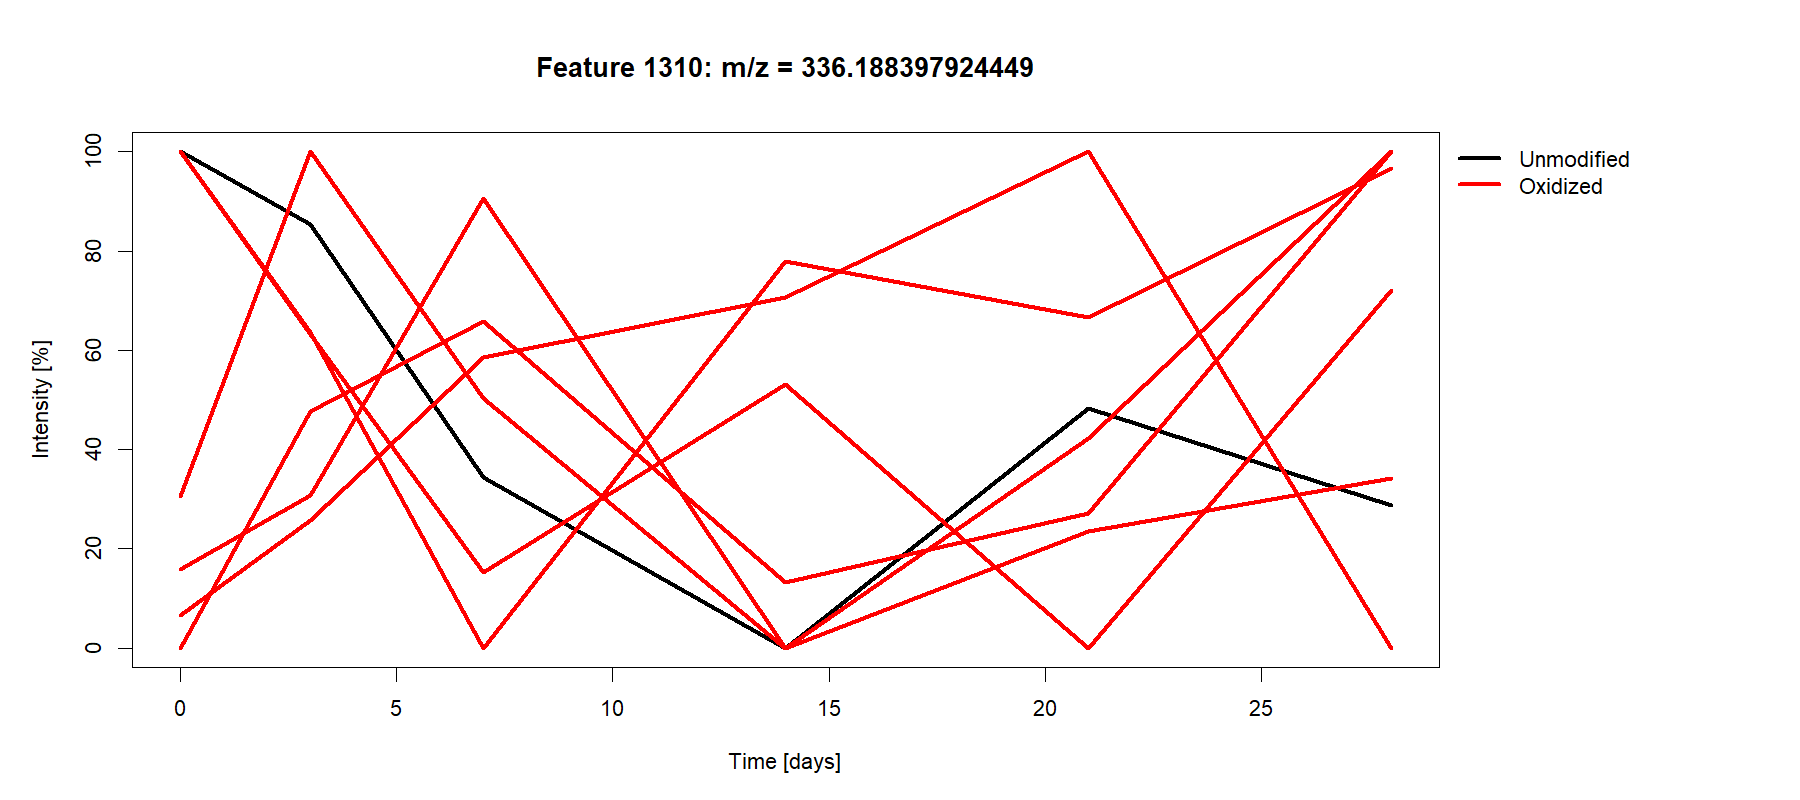 Feature 1310: m/z = 336.188397924449
100
80
60
40
20
0
Intensity [%]
0 5 10 15 20 25
Time [days]
Unmodified
Oxidized